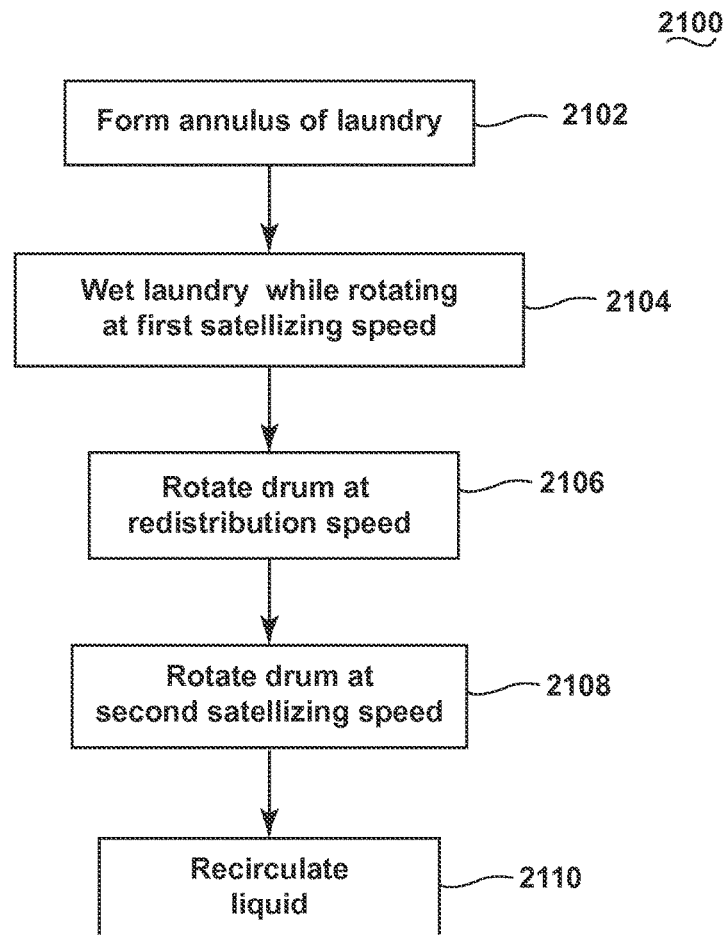 2100
Form annulus of laundry
2102
Wet laundry while rotating
at first satellizing speed
2104
Rotate drum at
redistribution speed
2106
Rotate drum at
second satellizing speed
2108
Recirculate
liquid
2110